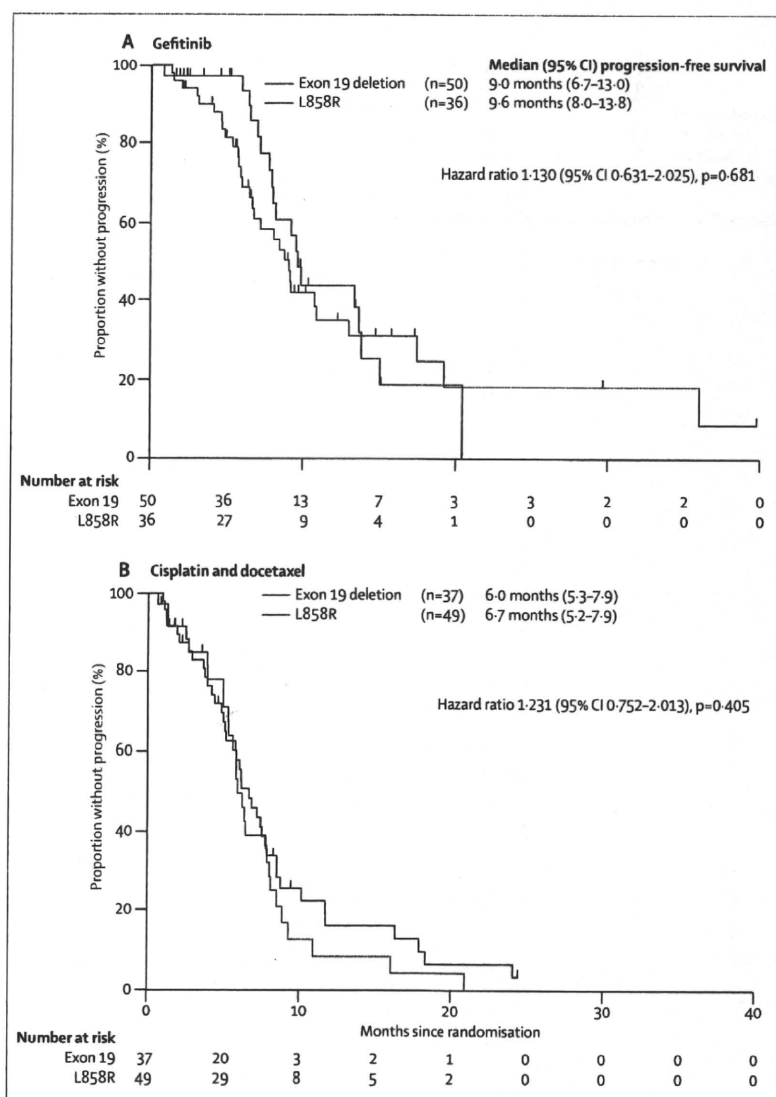 A Gefitinib
Median (95% CI) progression-free survival
Exon 19 deletion (n=50) 9·0 months (6·7–13·0)
L858R (n=36) 9·6 months (8·0–13·8)
Hazard ratio 1·130 (95% CI 0·631–2·025), p=0·681
Proportion without progression (%)
100
80
60
40
20
0
Number at risk
Exon 19 50 36 13 7 3 3 2 2 0
L858R 36 27 9 4 1 0 0 0 0
B Cisplatin and docetaxel
Exon 19 deletion (n=37) 6·0 months (5·3–7·9)
L858R (n=49) 6·7 months (5·2–7·9)
Hazard ratio 1·231 (95% CI 0·752–2·013), p=0·405
Proportion without progression (%)
100
80
60
40
20
0
0 10 20 30 40
Months since randomisation
Number at risk
Exon 19 37 20 3 2 1 0 0 0 0
L858R 49 29 8 5 2 0 0 0 0